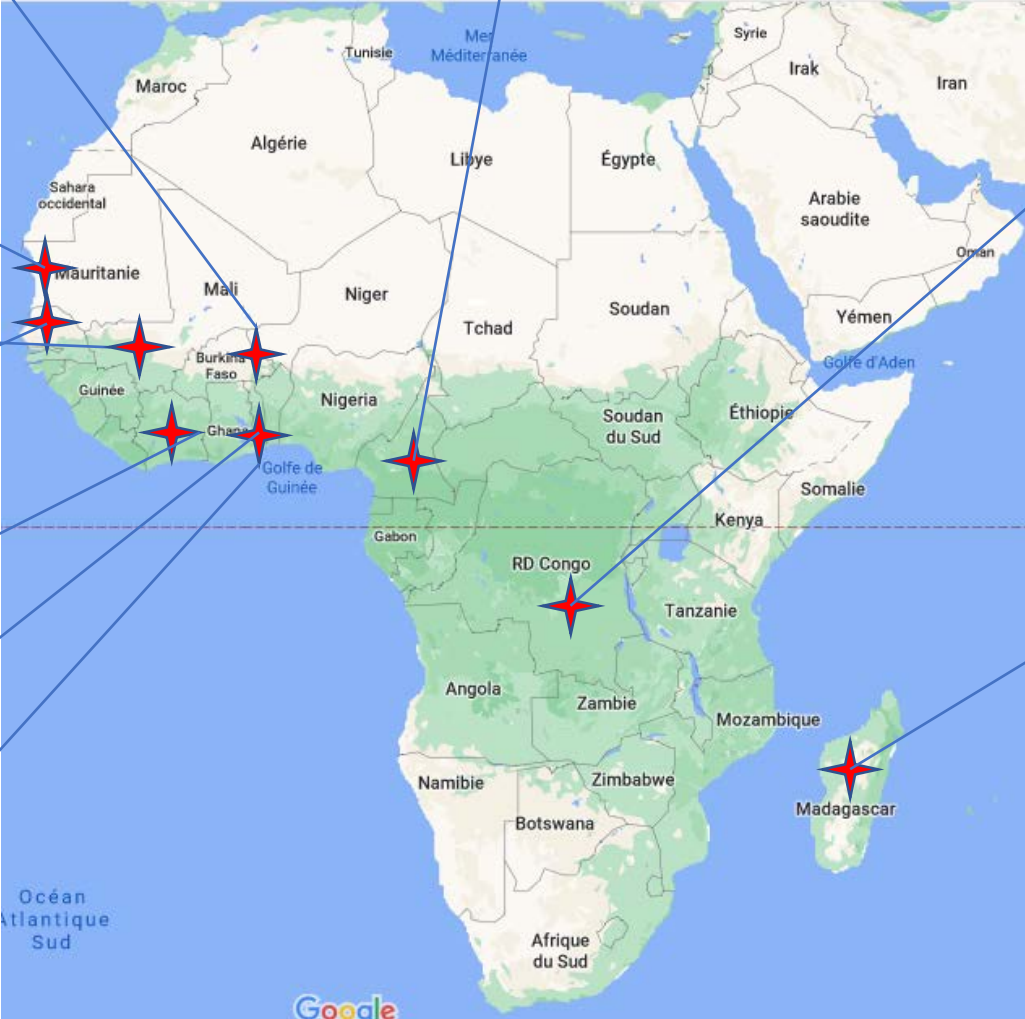 Syrie
Mer
Méditerranée
Tunisie
Irak
Iran
Maroc
Algérie
Libye
Égypte
Sahara
occidental
Arabie
saoudite
Oman
Mauritanie
Mali
Niger
Soudan
Tchad
Yémen
Burkina
Faso
Golfe d'Aden
Guinée
Nigeria
Soudan
du Sud
Éthiopie
Ghana
Golfe de
Guinée
Somalie
Kenya
Gabon
RD Congo
Tanzanie
Angola
Zambie
Mozambique
Namibie
Zimbabwe
Madagascar
Botswana
Océan
Atlantique
Sud
Afrique
du Sud
Google